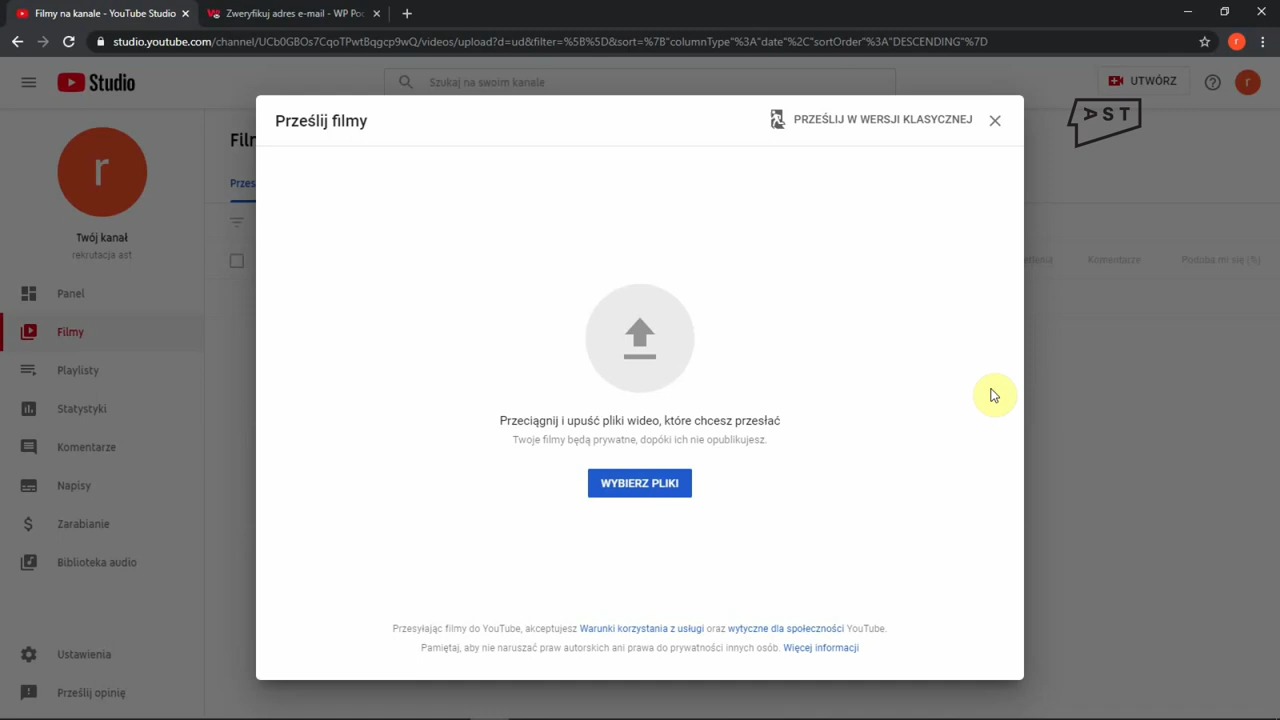 Filmy na kanale - YouTube Studio
Zweryfikuj adres e-mail - WP Poc
studio.youtube.com/channel/UCb0GBOs7CqoTPwtBqgcp9wQ/videos/upload?d=ud&filter=%5B%5D&sort=%7B"columnType"%3A"date"%2C"sortOrder"%3A"DESCENDING"%7D
r
Studio
Szukaj na swoim kanale
UTWÓRZ
r
AST
Prześlij filmy
PRZEŚLIJ W WERSJI KLASYCZNEJ
r
Twój kanał
rekrutacja ast
Panel
Filmy
Playlisty
Statystyki
Komentarze
Napisy
Zarabianie
Biblioteka audio
Ustawienia
Prześlij opinię
Film
Przes
etlenia
Komentarze
Podoba mi się (%)
Przeciągnij i upuść pliki wideo, które chcesz przesłać
Twoje filmy będą prywatne, dopóki ich nie opublikujesz.
WYBIERZ PLIKI
Przesyłając filmy do YouTube, akceptujesz Warunki korzystania z usługi oraz wytyczne dla społeczności YouTube.
Pamiętaj, aby nie naruszać praw autorskich ani prawa do prywatności innych osób. Więcej informacji